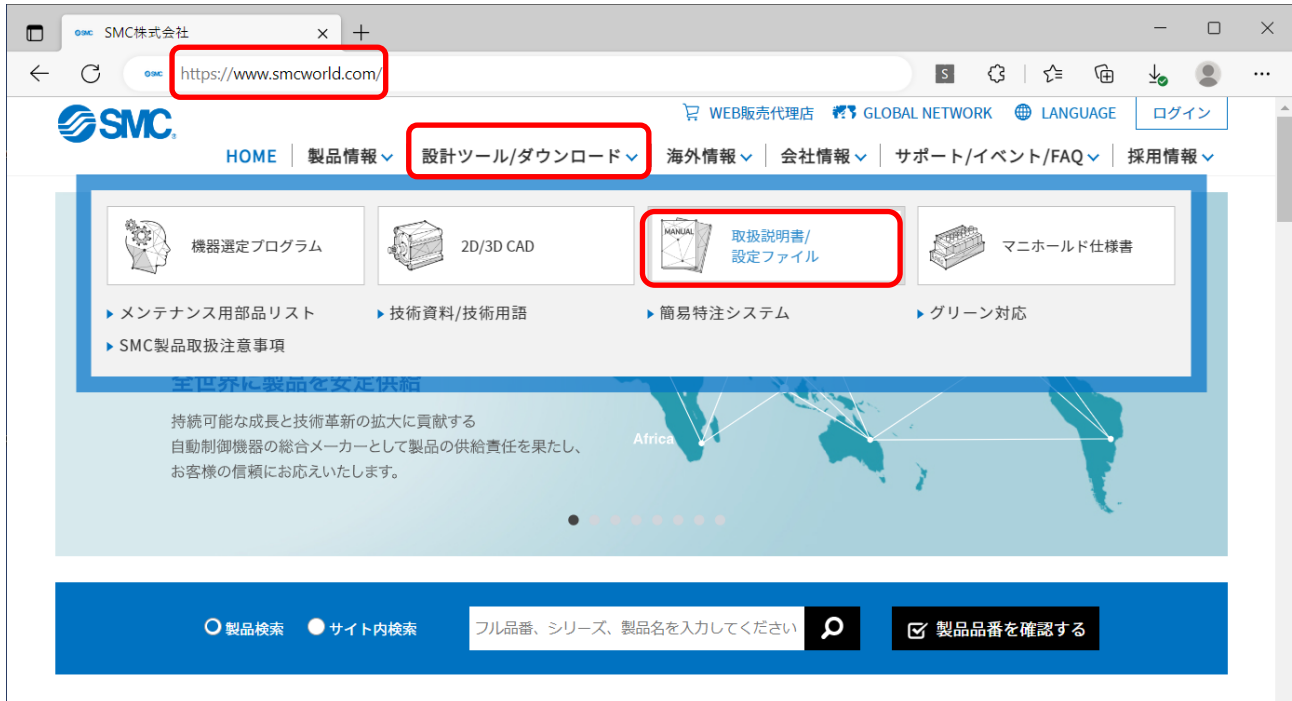 SMC株式会社
https://www.smcworld.com/
SMC
WEB販売代理店 GLOBAL NETWORK LANGUAGE ログイン
HOME 製品情報 設計ツール/ダウンロード 海外情報 会社情報 サポート/イベント/FAQ 採用情報
機器選定プログラム
2D/3D CAD
MANUAL
取扱説明書/
設定ファイル
マニホールド仕様書
メンテナンス用部品リスト 技術資料/技術用語 簡易特注システム グリーン対応
SMC製品取扱注意事項
全世界に製品を安定供給
持続可能な成長と技術革新の拡大に貢献する
自動制御機器の総合メーカーとして製品の供給責任を果たし、
お客様の信頼にお応えいたします。
Africa
製品検索 サイト内検索 フル品番、シリーズ、製品名を入力してください 製品品番を確認する